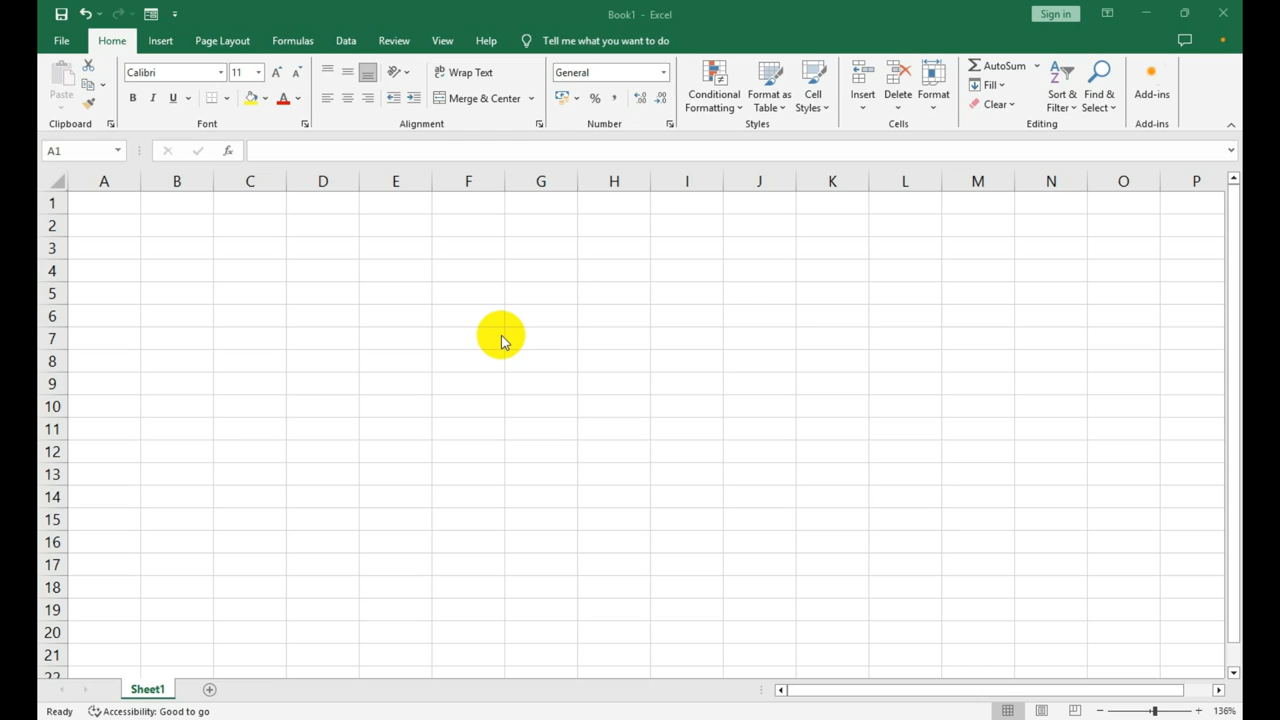 Book1 - Excel
Sign in
File Home Insert Page Layout Formulas Data Review View Help Tell me what you want to do
Paste
Calibri 11
B I U A
Wrap Text
Merge & Center
General
%
Conditional Formatting
Format as Table
Cell Styles
Insert Delete Format
AutoSum
Fill
Clear
Sort & Filter
Find & Select
Add-ins
Clipboard Font Alignment Number Styles Cells Editing Add-ins
A1 fx
A B C D E F G H I J K L M N O P
1
2
3
4
5
6
7
8
9
10
11
12
13
14
15
16
17
18
19
20
21
22
Sheet1
Ready Accessibility: Good to go 136%